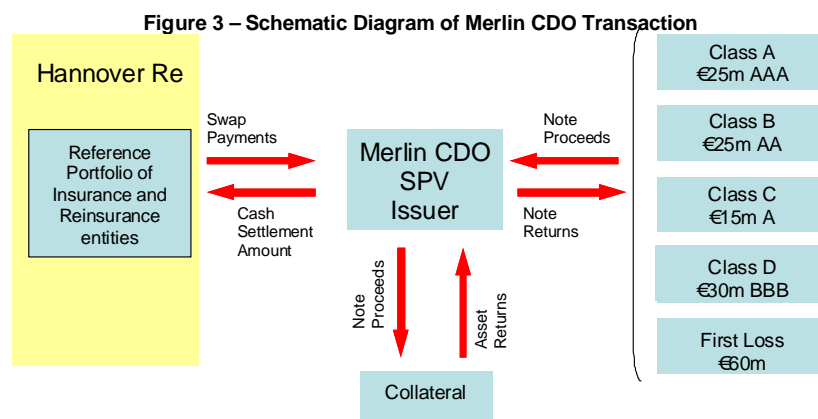 Figure 3 – Schematic Diagram of Merlin CDO Transaction
Hannover Re
Reference
Portfolio of
Insurance and
Reinsurance
entities
Swap
Payments
Cash
Settlement
Amount
Merlin CDO
SPV
Issuer
Note
Proceeds
Note
Returns
Note
Proceeds
Asset
Returns
Collateral
Class A
€25m AAA
Class B
€25m AA
Class C
€15m A
Class D
€30m BBB
First Loss
€60m